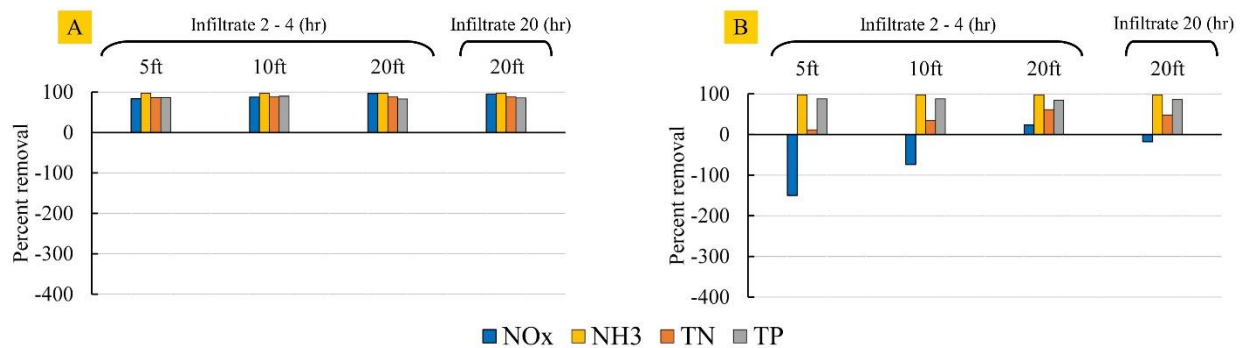 A
Infiltrate 2 - 4 (hr)
Infiltrate 20 (hr)
5ft
10ft
20ft
20ft
Percent removal
100
0
-100
-200
-300
-400
B
Infiltrate 2 - 4 (hr)
Infiltrate 20 (hr)
5ft
10ft
20ft
20ft
Percent removal
100
0
-100
-200
-300
-400
NOx NH3 TN TP